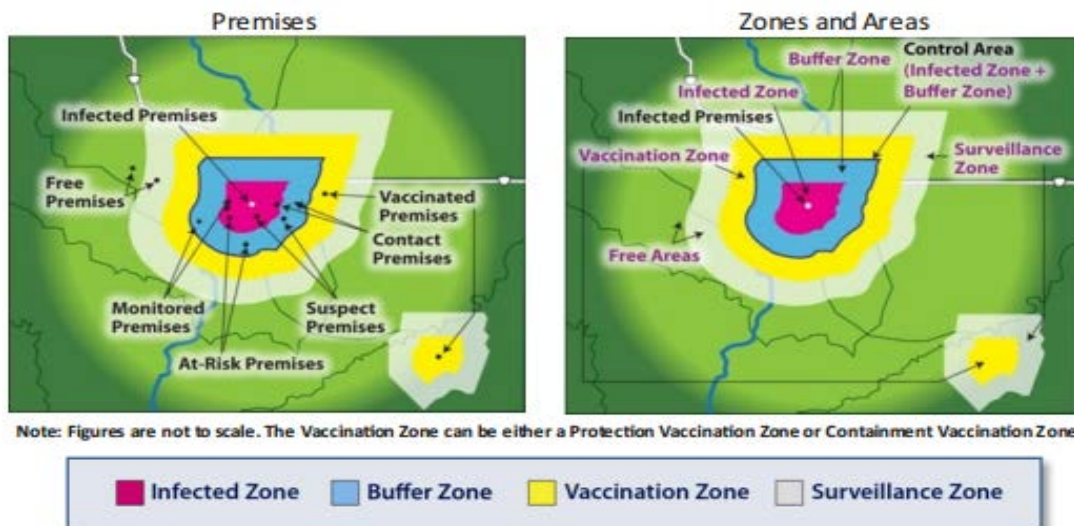 Premises
Infected Premises
Free
Premises
Vaccinated
Premises
Contact
Premises
Monitored
Premises
Suspect
Premises
At-Risk Premises
Zones and Areas
Control Area
(Infected Zone +
Buffer Zone)
Buffer Zone
Infected Zone
Infected Premises
Vaccination Zone
Surveillance
Zone
Free Areas
Note: Figures are not to scale. The Vaccination Zone can be either a Protection Vaccination Zone or Containment Vaccination Zone
Infected Zone
Buffer Zone
Vaccination Zone
Surveillance Zone